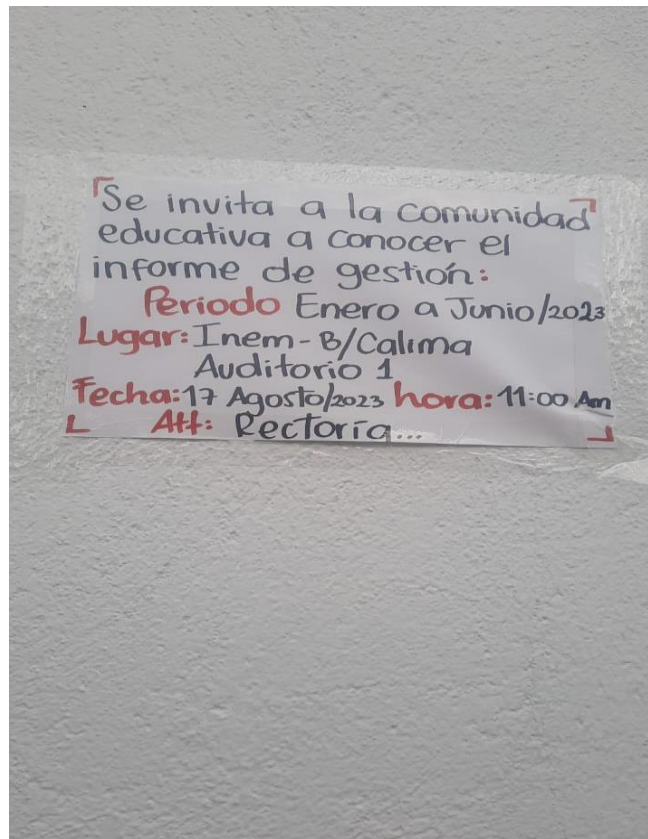 Se invita a la comunidad
educativa a conocer el
informe de gestión:
Periodo Enero a Junio/2023
Lugar: Inem - B/Calima
Auditorio 1
Fecha: 17 Agosto/2023 hora: 11:00 Am
Att: Rectoría...